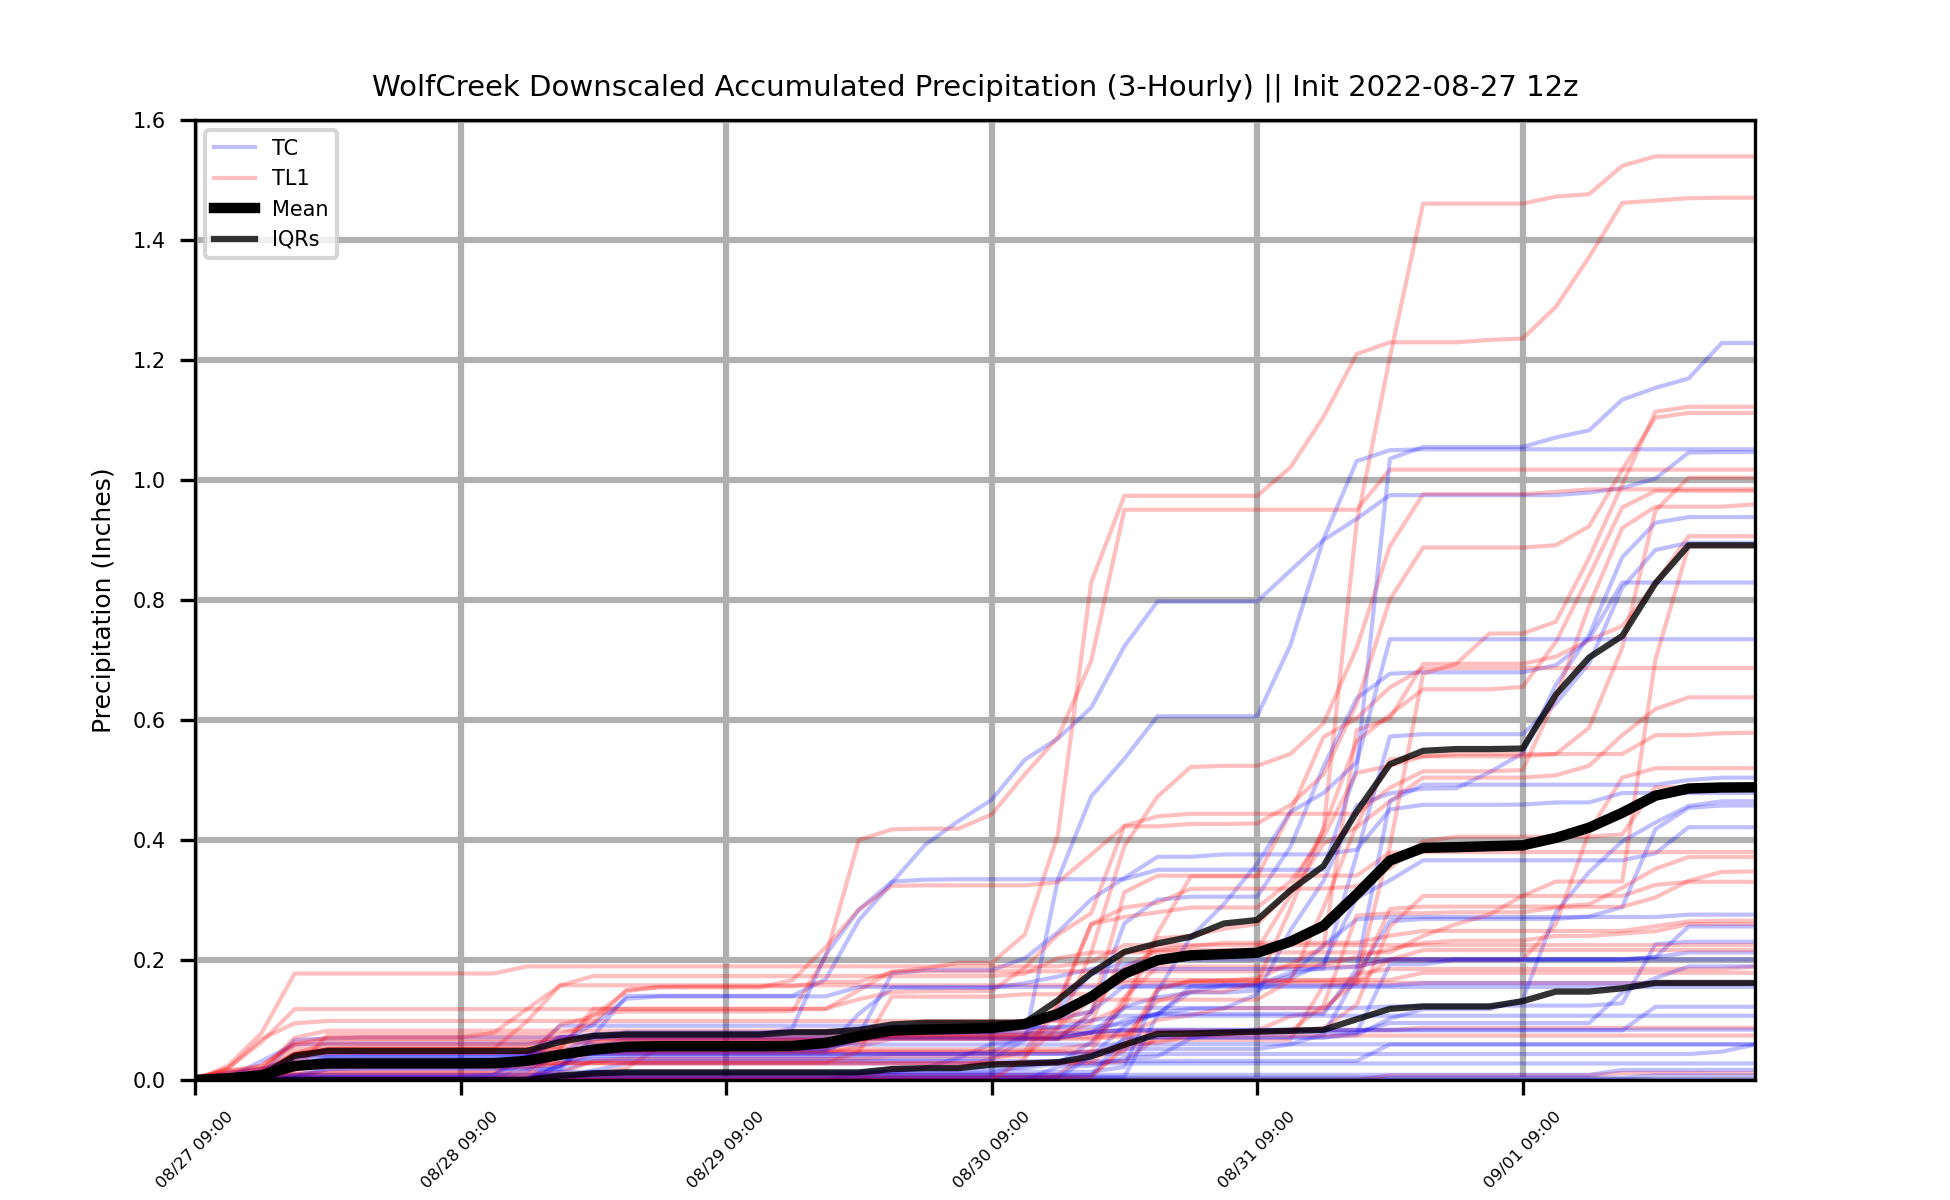 WolfCreek Downscaled Accumulated Precipitation (3-Hourly) || Init 2022-08-27 12z
1.6
1.4
1.2
1.0
0.8
0.6
0.4
0.2
0.0
Precipitation (Inches)
TC
TL1
Mean
IQRs
08/27 09:00
08/28 09:00
08/29 09:00
08/30 09:00
08/31 09:00
09/01 09:00